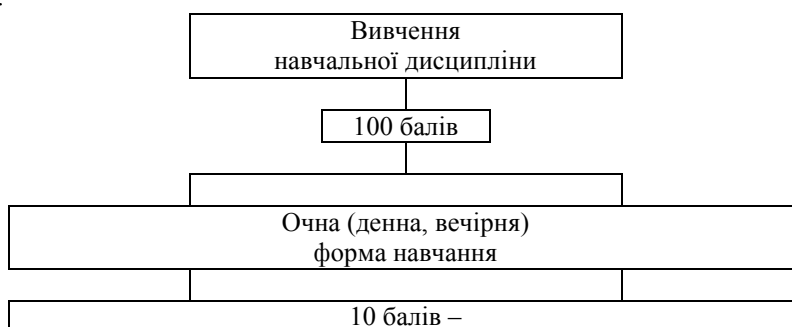 Вивчення
навчальної дисципліни
100 балів
Очна (денна, вечірня)
форма навчання
10 балів –